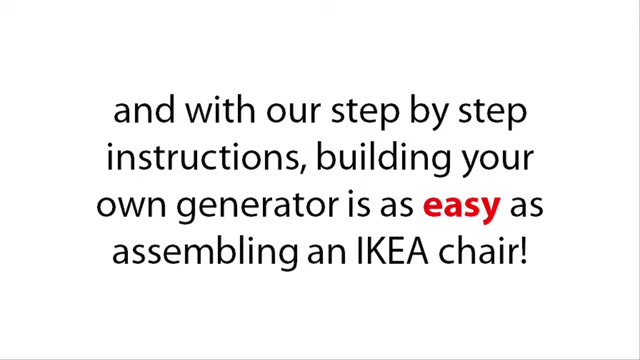 and with our step by step
instructions, building your
own generator is as easy as
assembling an IKEA chair!